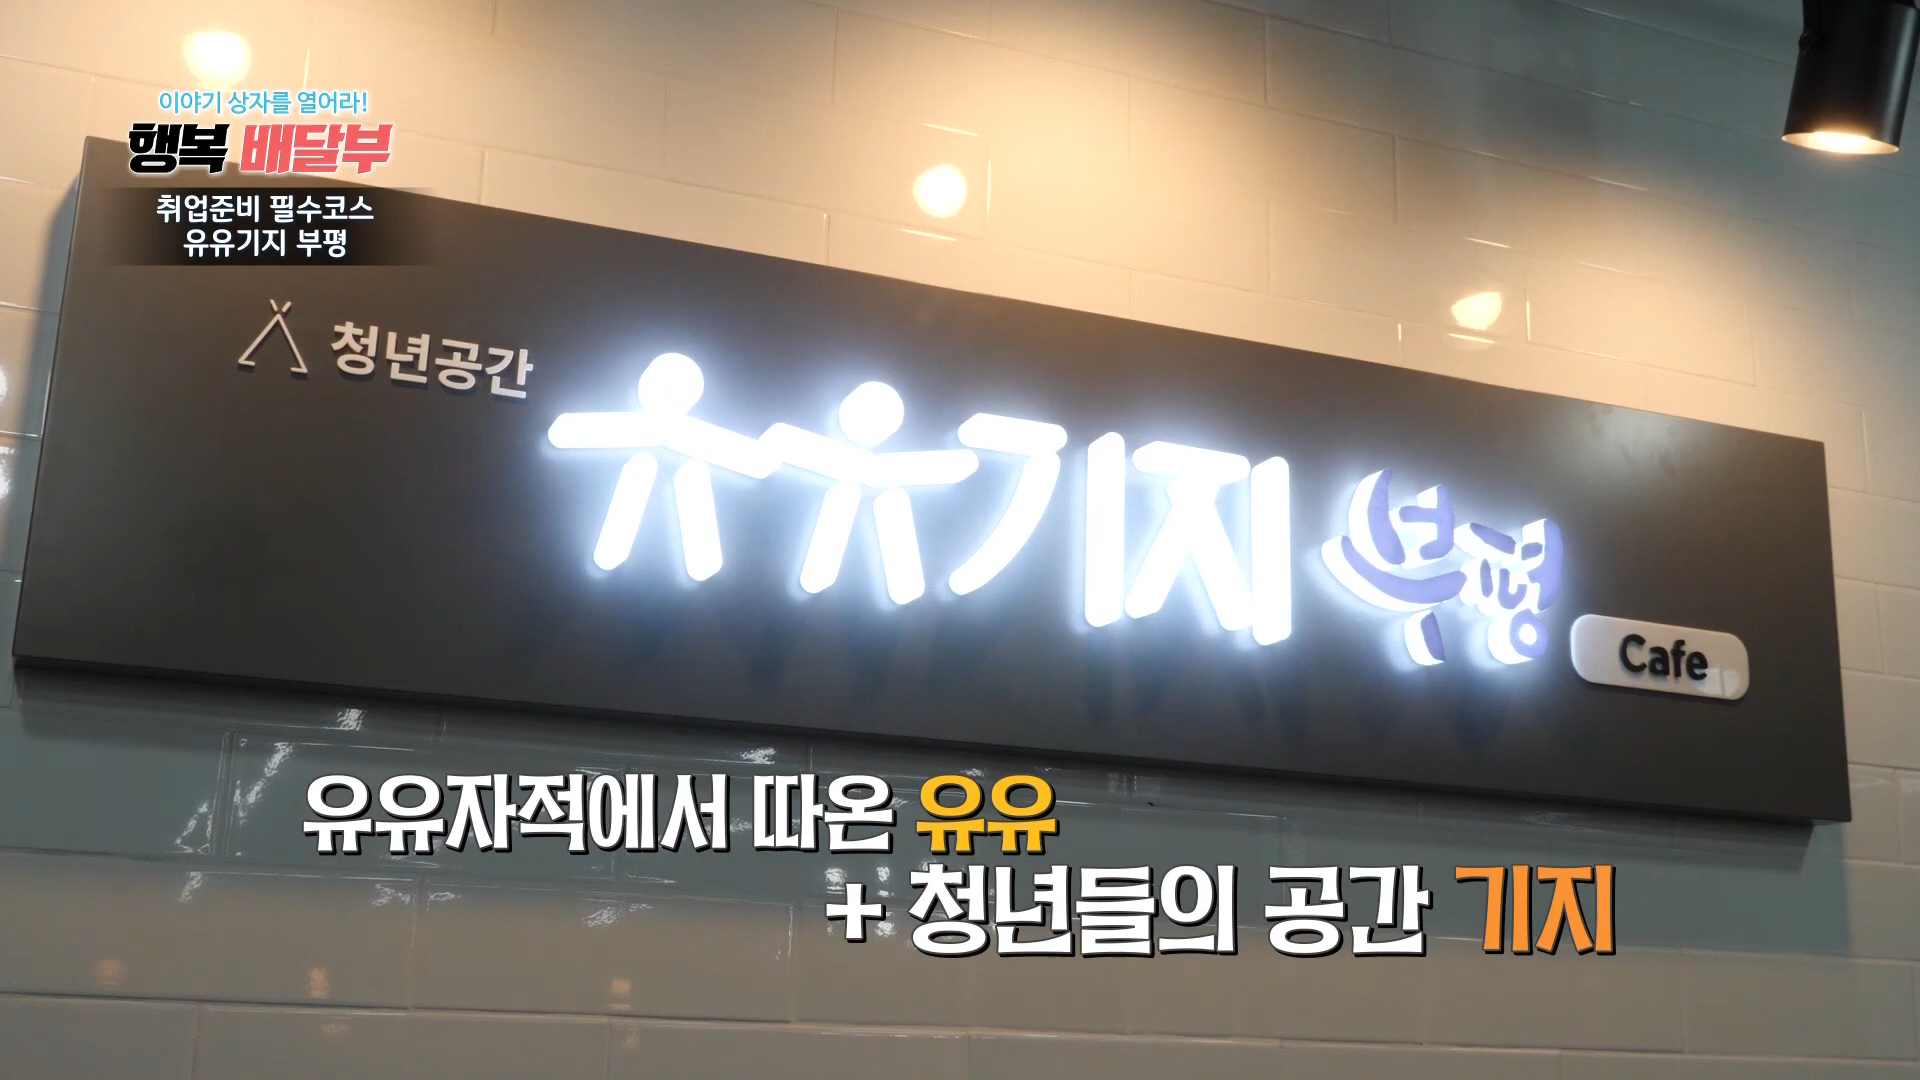 이야기 상자를 열어라!
행복 배달부
취업준비 필수코스
유유기지 부평
청년공간
유유기지 부평
Cafe
유유자적에서 따온 유유
+ 청년들의 공간 기지